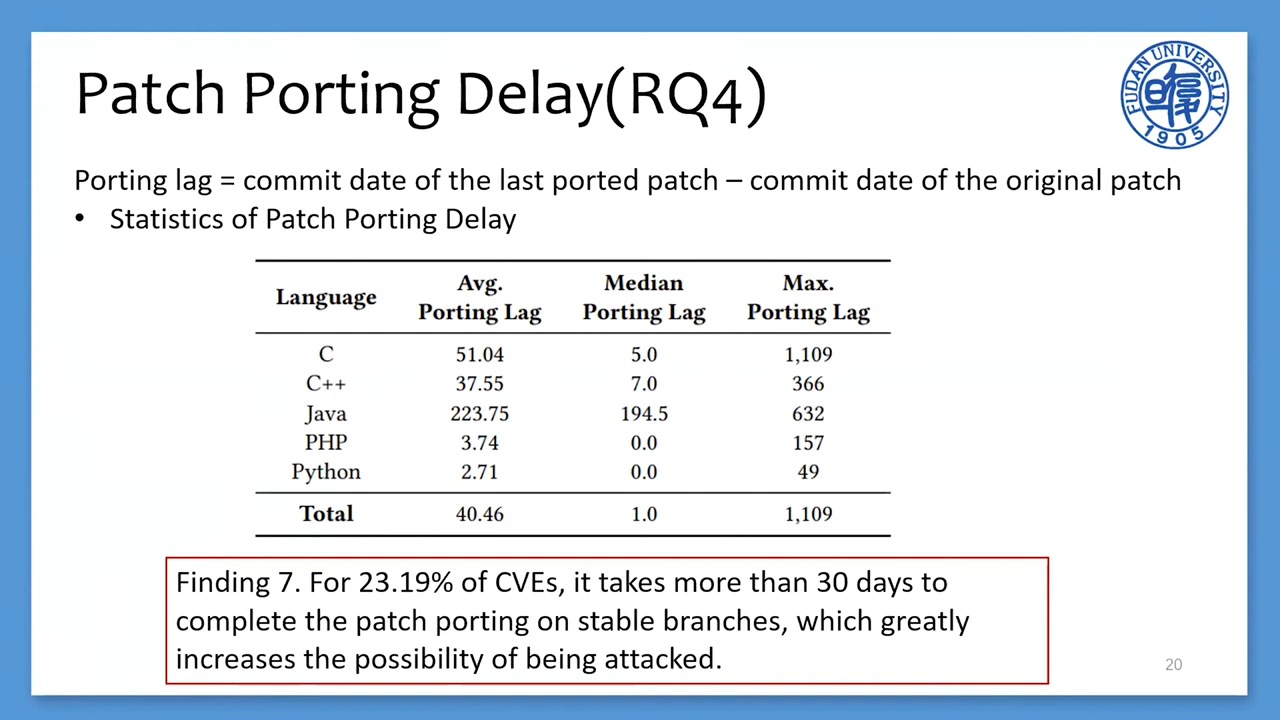 Patch Porting Delay(RQ4)
FUDAN UNIVERSITY
1905
Porting lag = commit date of the last ported patch – commit date of the original patch
• Statistics of Patch Porting Delay
Language Avg. Porting Lag Median Porting Lag Max. Porting Lag
C 51.04 5.0 1,109
C++ 37.55 7.0 366
Java 223.75 194.5 632
PHP 3.74 0.0 157
Python 2.71 0.0 49
Total 40.46 1.0 1,109
Finding 7. For 23.19% of CVEs, it takes more than 30 days to
complete the patch porting on stable branches, which greatly
increases the possibility of being attacked.
20